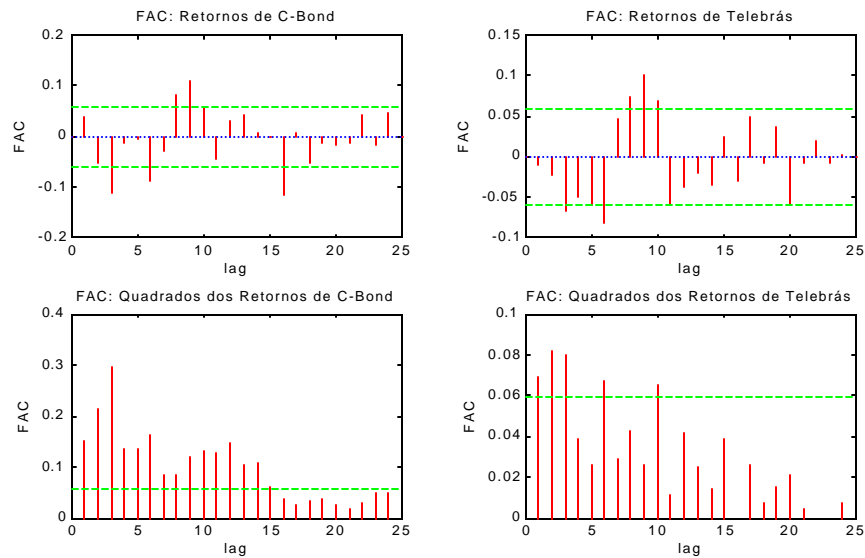 FAC: Retornos de C-Bond
0.2
0.1
0
-0.1
-0.2
FAC
0 5 10 15 20 25
lag
FAC: Retornos de Telebrás
0.15
0.1
0.05
0
-0.05
-0.1
FAC
0 5 10 15 20 25
lag
FAC: Quadrados dos Retornos de C-Bond
0.4
0.3
0.2
0.1
0
FAC
0 5 10 15 20 25
lag
FAC: Quadrados dos Retornos de Telebrás
0.1
0.08
0.06
0.04
0.02
0
FAC
0 5 10 15 20 25
lag